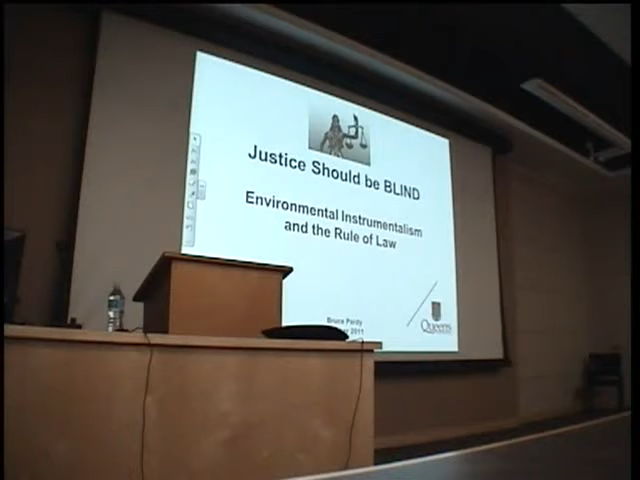 Justice Should be BLIND
Environmental Instrumentalism
and the Rule of Law
Bruce Pardy
2011
Queen's